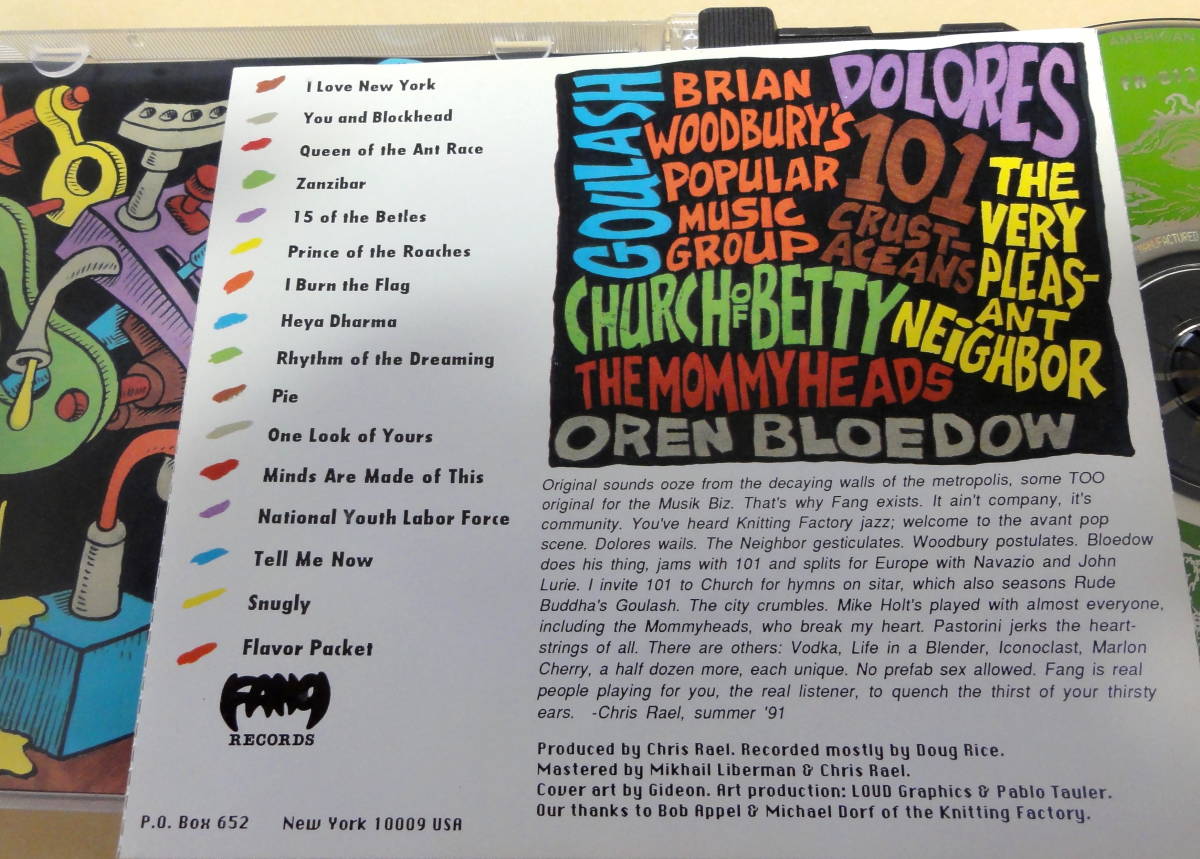 I Love New York
You and Blockhead
Queen of the Ant Race
Zanzibar
15 of the Betles
Prince of the Roaches
I Burn the Flag
Heya Dharma
Rhythm of the Dreaming
Pie
One Look of Yours
Minds Are Made of This
National Youth Labor Force
Tell Me Now
Snugly
Flavor Packet
FANG
RECORDS
P.O. Box 652 New York 10009 USA
GOULASH
BRIAN
WOODBURY'S
POPULAR
MUSIC
GROUP
DOLORES
101
CRUST-
ACEANS
THE
VERY
PLEAS-
ANT
NEiGHBOR
CHURCH OF BETTY
THE MOMMYHEADS
OREN BLOEDOW
Original sounds ooze from the decaying walls of the metropolis, some TOO
original for the Musik Biz. That's why Fang exists. It ain't company, it's
community. You've heard Knitting Factory jazz; welcome to the avant pop
scene. Dolores wails. The Neighbor gesticulates. Woodbury postulates. Bloedow
does his thing, jams with 101 and splits for Europe with Navazio and John
Lurie. I invite 101 to Church for hymns on sitar, which also seasons Rude
Buddha's Goulash. The city crumbles. Mike Holt's played with almost everyone,
including the Mommyheads, who break my heart. Pastorini jerks the heart-
strings of all. There are others: Vodka, Life in a Blender, Iconoclast, Marlon
Cherry, a half dozen more, each unique. No prefab sex allowed. Fang is real
people playing for you, the real listener, to quench the thirst of your thirsty
ears. -Chris Rael, summer '91
Produced by Chris Rael. Recorded mostly by Doug Rice.
Mastered by Mikhail Liberman & Chris Rael.
Cover art by Gideon. Art production: LOUD Graphics & Pablo Tauler.
Our thanks to Bob Appel & Michael Dorf of the Knitting Factory.
AMERICAN
MANUFACTURED